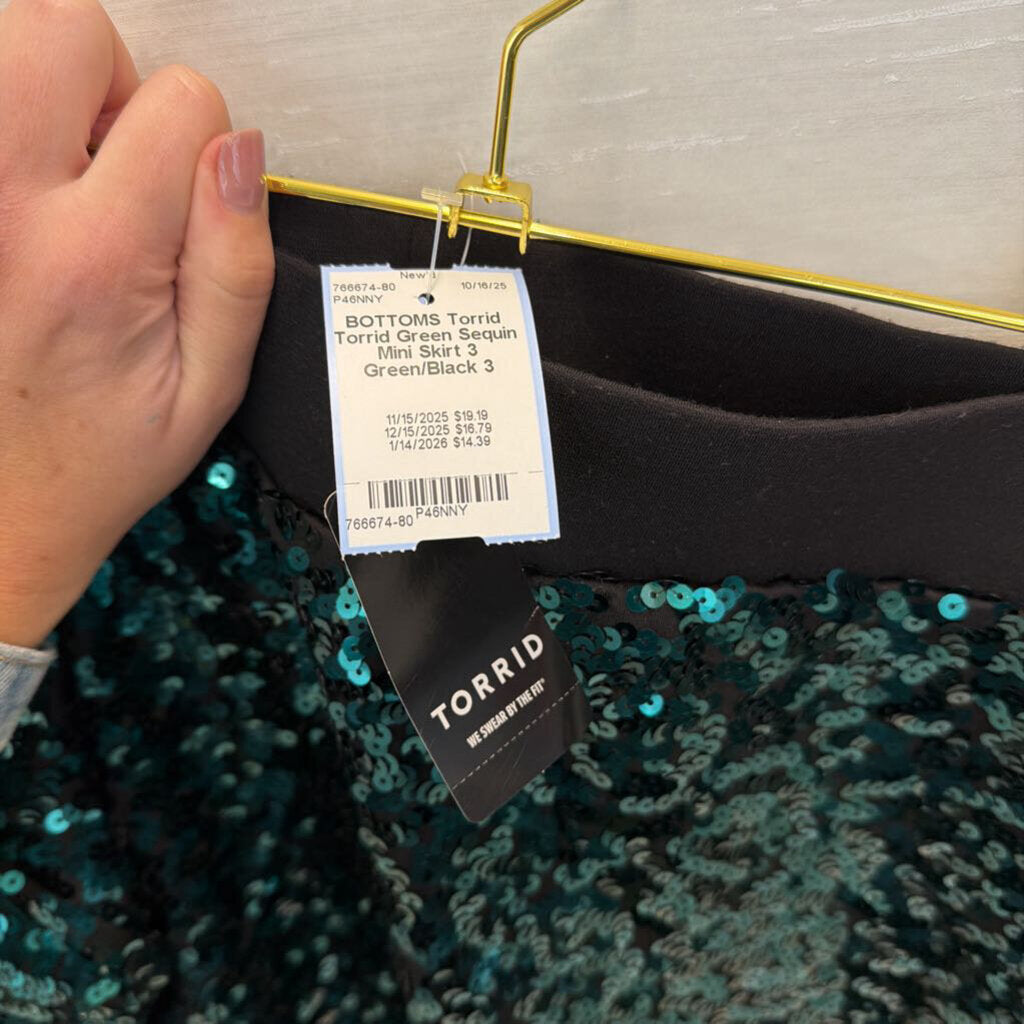 New's
766674-80 10/16/25
P46NNY
BOTTOMS Torrid
Torrid Green Sequin
Mini Skirt 3
Green/Black 3
11/15/2025 $19.19
12/15/2025 $16.79
1/14/2026 $14.39
766674-80 P46NNY
TORRID
WE SWEAR BY THE FIT®